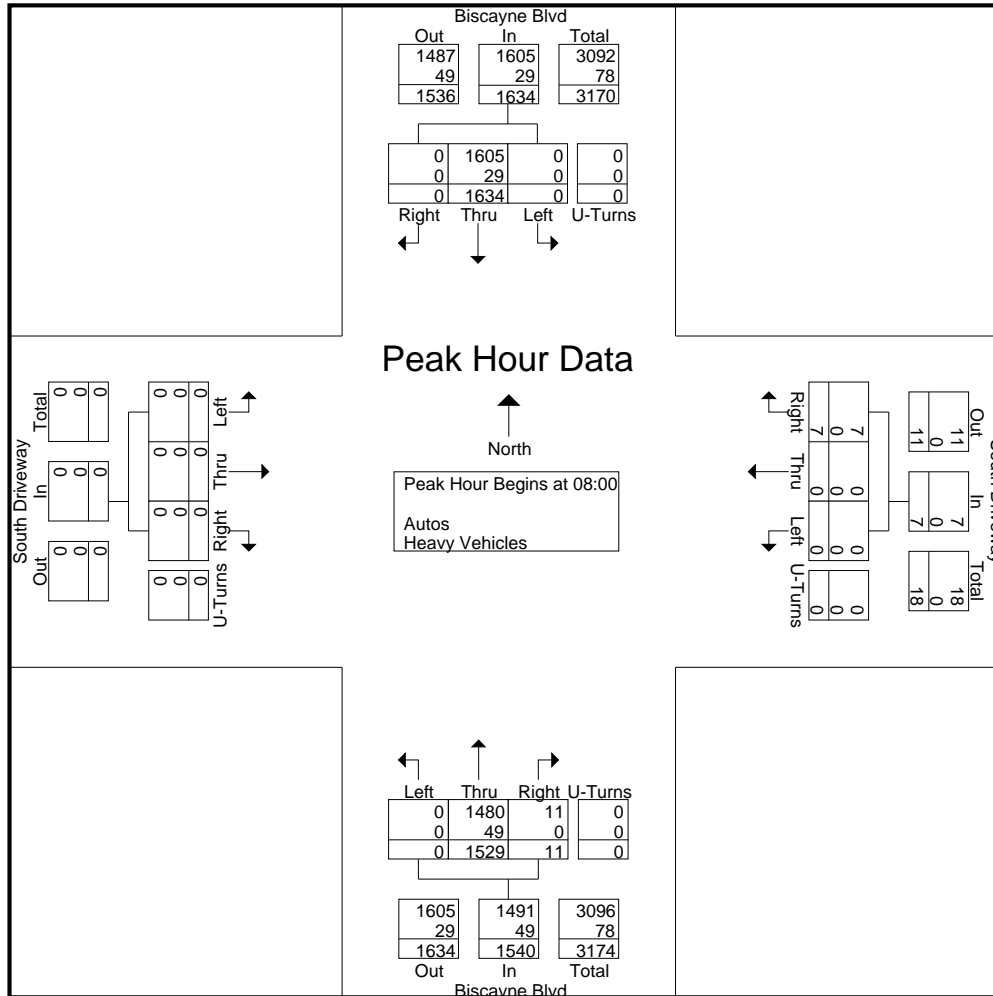 Biscayne Blvd
Out In Total
1487 1605 3092
49 29 78
1536 1634 3170
0 1605 0 0
0 29 0 0
0 1634 0 0
Right Thru Left U-Turns
Peak Hour Data
North
Peak Hour Begins at 08:00
Autos
Heavy Vehicles
South Driveway
Total In Out
0 0 0
0 0 0
0 0 0
Left Thru Right U-Turns
0 0 0 0
0 0 0 0
0 0 0 0
Out In Total
11 7 18
0 0 0
11 7 18
Right Thru Left U-Turns
7 0 0 0
0 0 0 0
7 0 0 0
Left Thru Right U-Turns
0 1480 11 0
0 49 0 0
0 1529 11 0
1605 1491 3096
29 49 78
1634 1540 3174
Out In Total
Biscayne Blvd